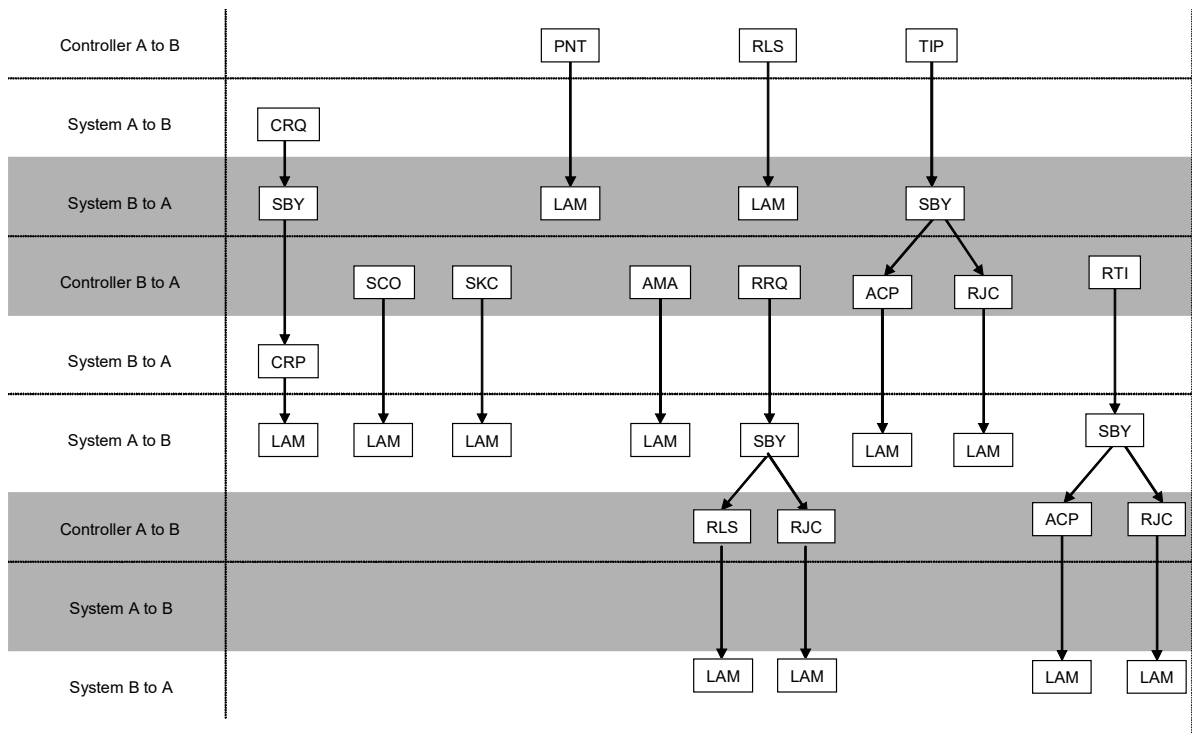 Controller A to B
PNT
RLS
TIP
System A to B
CRQ
System B to A
SBY
LAM
LAM
SBY
Controller B to A
SCO
SKC
AMA
RRQ
ACP
RJC
RTI
System B to A
CRP
System A to B
LAM
LAM
LAM
LAM
SBY
LAM
LAM
SBY
Controller A to B
RLS
RJC
ACP
RJC
System A to B
System B to A
LAM
LAM
LAM
LAM